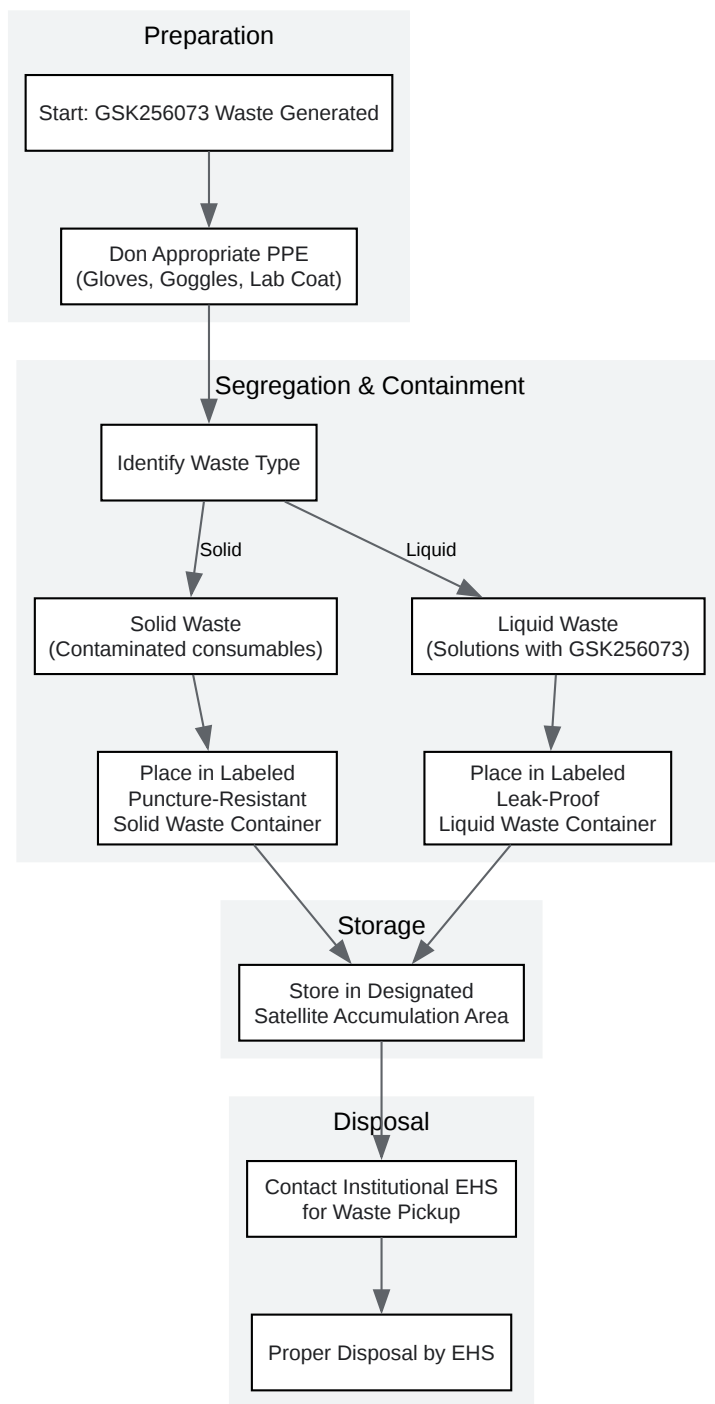 Preparation
Start: GSK256073 Waste Generated
Don Appropriate PPE
(Gloves, Goggles, Lab Coat)
Segregation & Containment
Identify Waste Type
Solid
Liquid
Solid Waste
(Contaminated consumables)
Liquid Waste
(Solutions with GSK256073)
Place in Labeled
Puncture-Resistant
Solid Waste Container
Place in Labeled
Leak-Proof
Liquid Waste Container
Storage
Store in Designated
Satellite Accumulation Area
Disposal
Contact Institutional EHS
for Waste Pickup
Proper Disposal by EHS